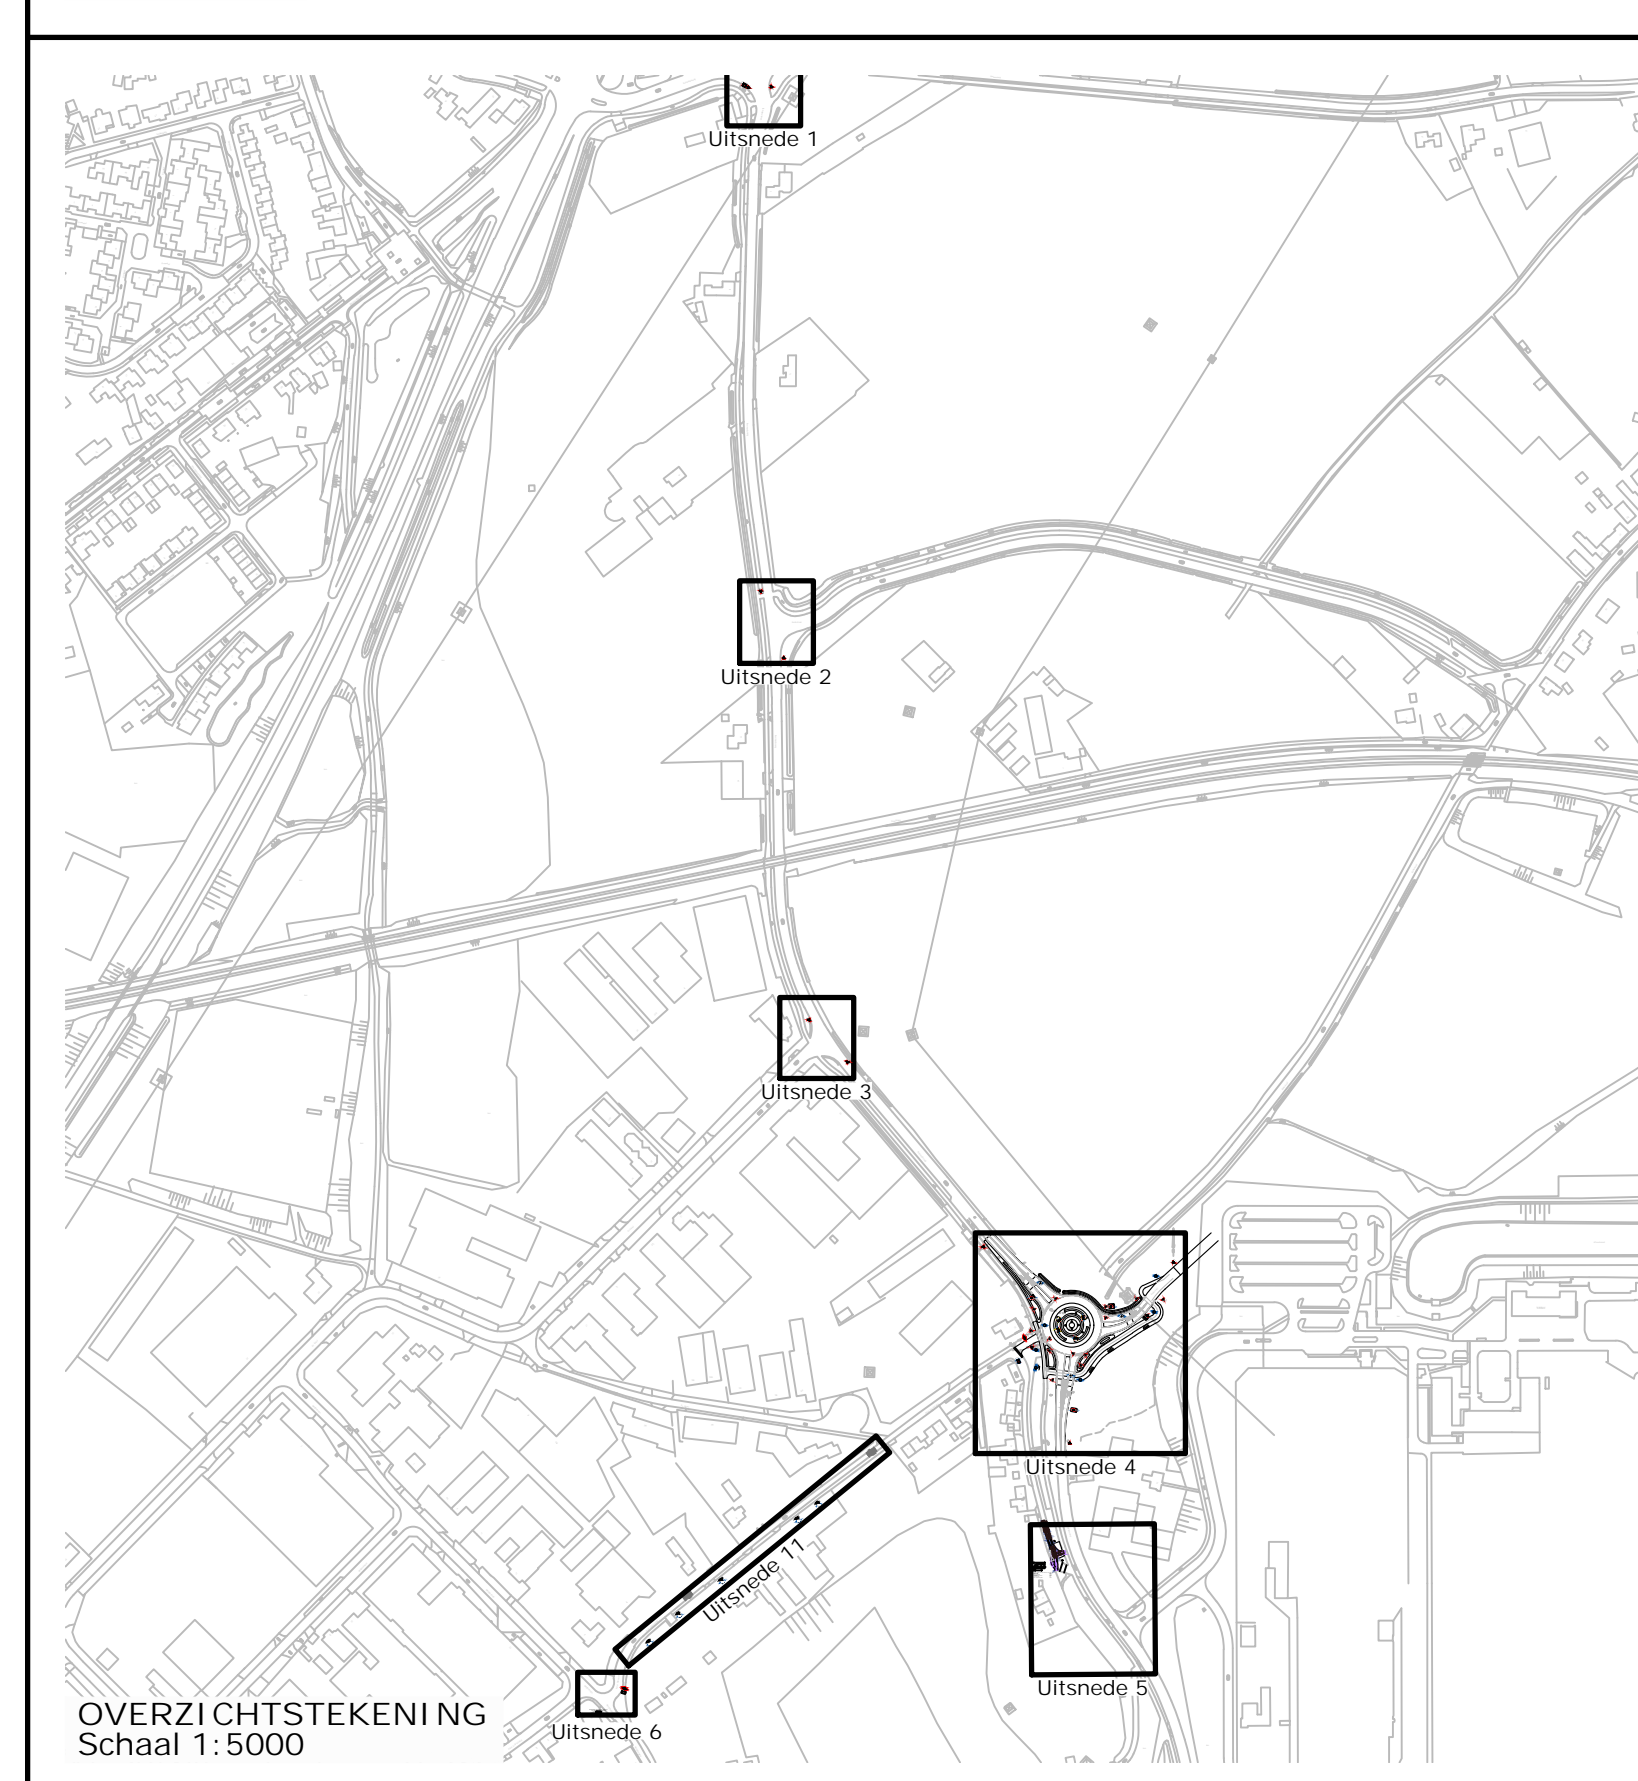 Uitsnede 1
Uitsnede 2
Uitsnede 3
Uitsnede 4
Uitsnede 11
Uitsnede 5
Uitsnede 6
OVERZICHTSTEKENING
Schaal 1:5000